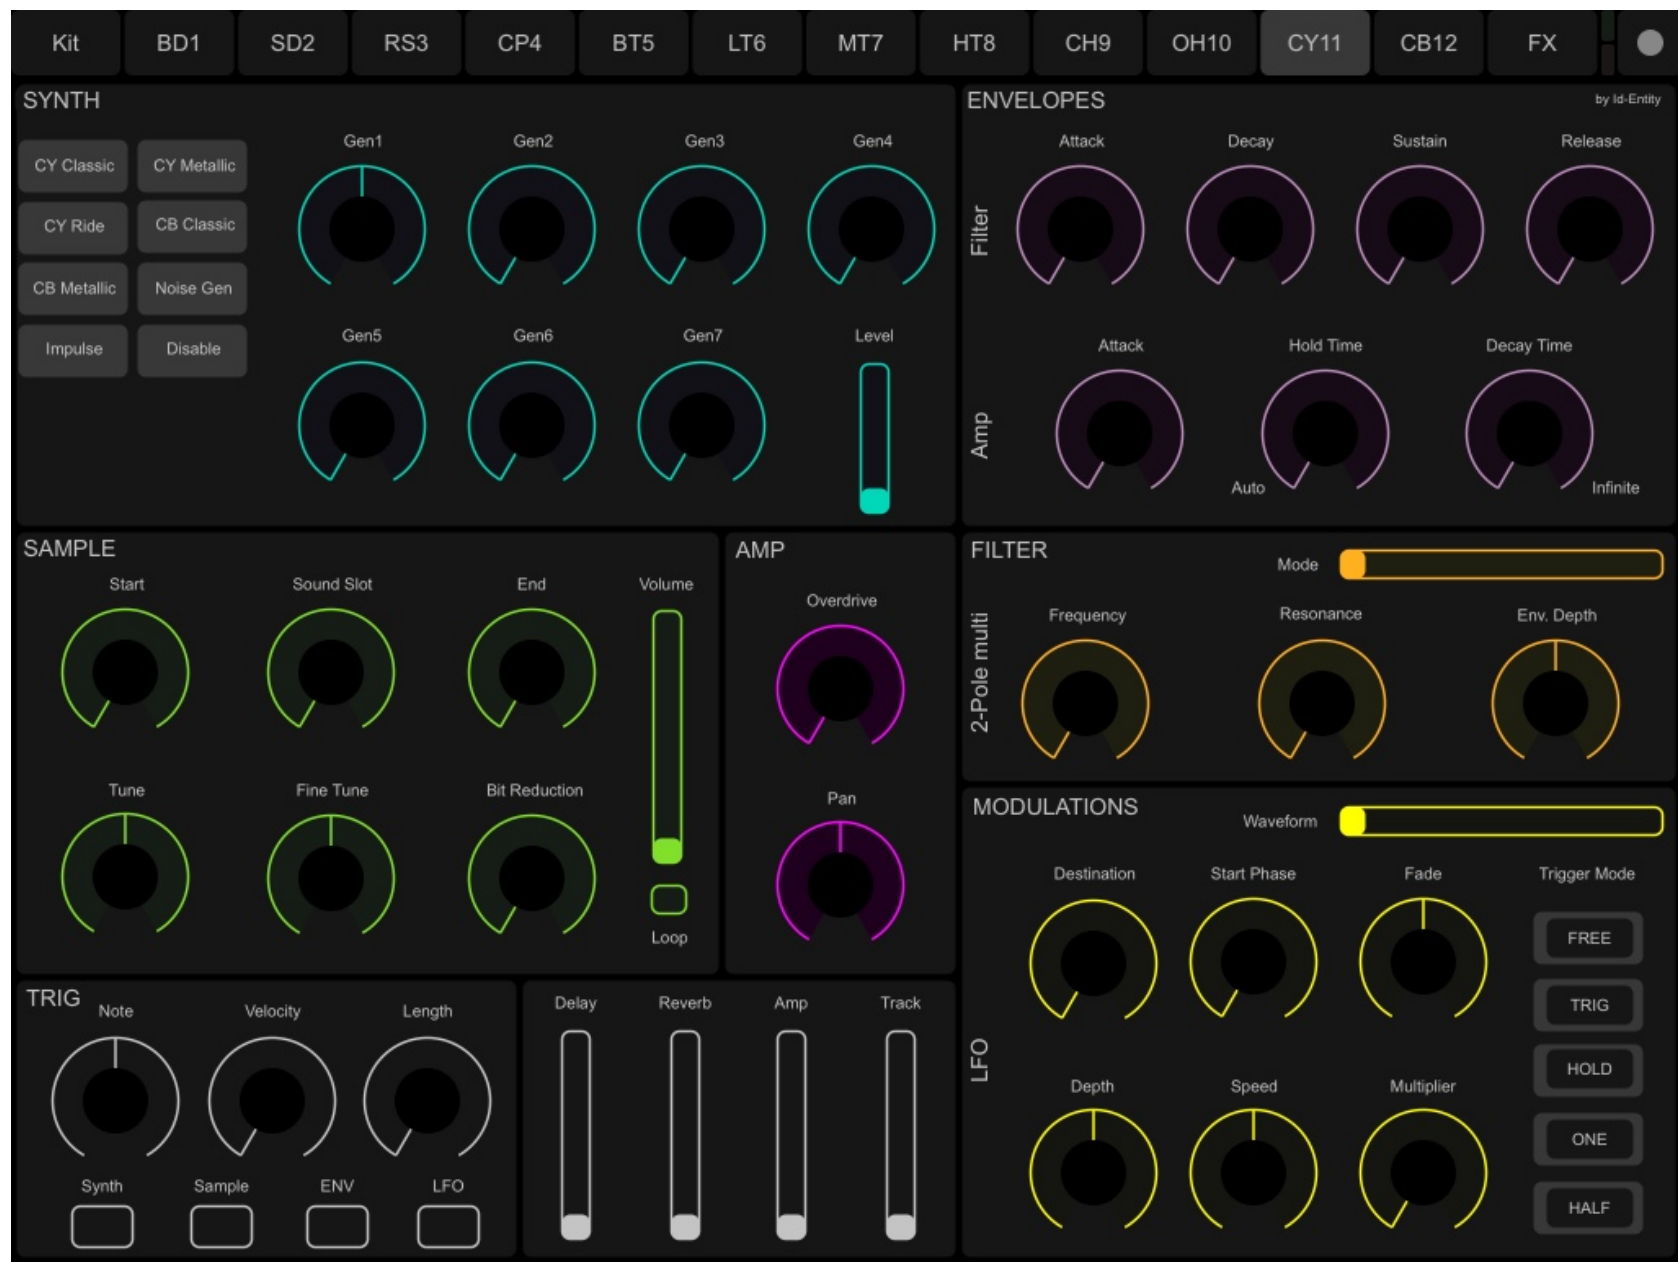 Kit BD1 SD2 RS3 CP4 BT5 LT6 MT7 HT8 CH9 OH10 CY11 CB12 FX
SYNTH
CY Classic CY Metallic
CY Ride CB Classic
CB Metallic Noise Gen
Impulse Disable
Gen1 Gen2 Gen3 Gen4
Gen5 Gen6 Gen7 Level
ENVELOPES
by Id-Entity
Filter
Attack Decay Sustain Release
Amp
Attack Hold Time Decay Time
Auto Infinite
SAMPLE
Start Sound Slot End Volume
Tune Fine Tune Bit Reduction
Loop
AMP
Overdrive
Pan
FILTER
Mode
2-Pole multi
Frequency Resonance Env. Depth
MODULATIONS
Waveform
LFO
Destination Start Phase Fade Trigger Mode
FREE
TRIG
HOLD
ONE
HALF
Depth Speed Multiplier
TRIG
Note Velocity Length
Synth Sample ENV LFO
Delay Reverb Amp Track